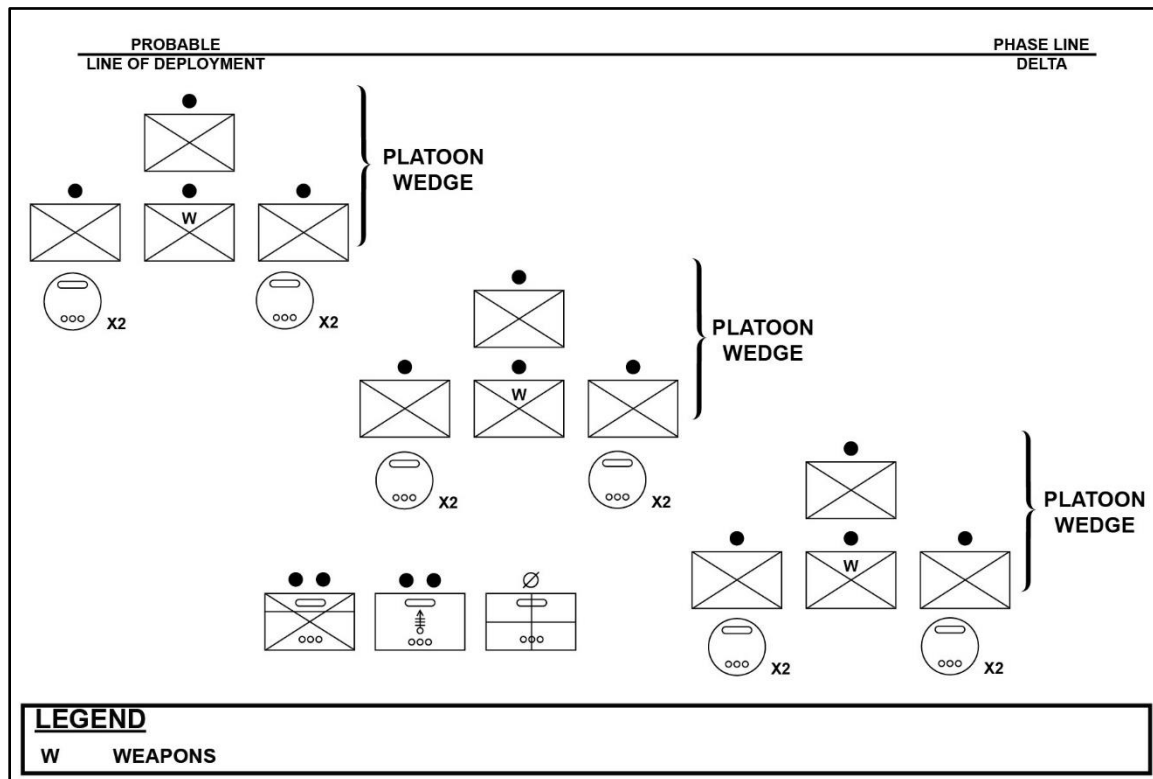 PROBABLE
LINE OF DEPLOYMENT
PHASE LINE
DELTA
PLATOON
WEDGE
W
X2
X2
PLATOON
WEDGE
W
X2
X2
PLATOON
WEDGE
W
X2
X2
LEGEND
W WEAPONS